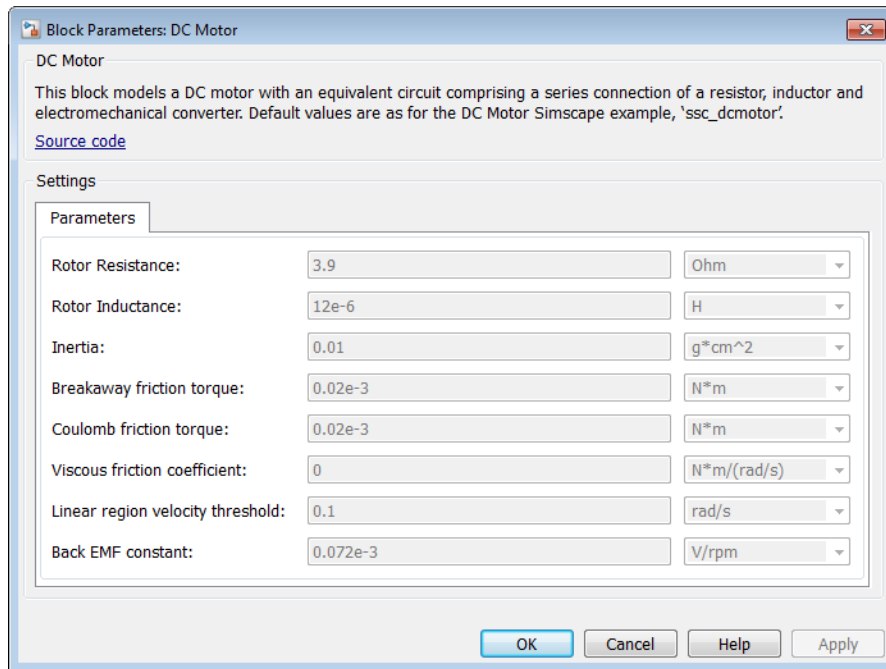 Block Parameters: DC Motor
DC Motor
This block models a DC motor with an equivalent circuit comprising a series connection of a resistor, inductor and
electromechanical converter. Default values are as for the DC Motor Simscape example, 'ssc_dcmotor'.
Source code
Settings
Parameters
Rotor Resistance: 3.9 Ohm
Rotor Inductance: 12e-6 H
Inertia: 0.01 g*cm^2
Breakaway friction torque: 0.02e-3 N*m
Coulomb friction torque: 0.02e-3 N*m
Viscous friction coefficient: 0 N*m/(rad/s)
Linear region velocity threshold: 0.1 rad/s
Back EMF constant: 0.072e-3 V/rpm
OK Cancel Help Apply